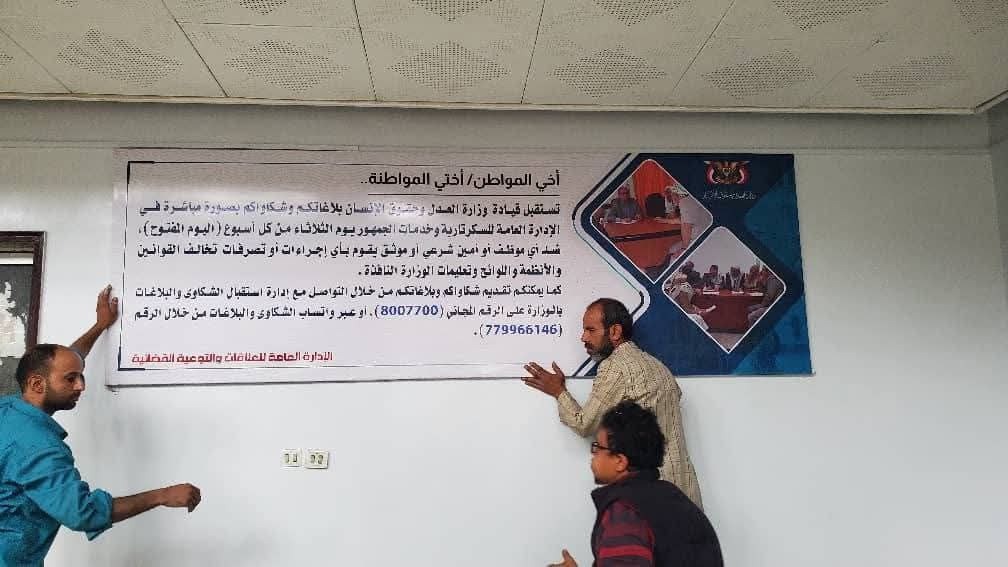 أخي المواطن/ أختي المواطنة..
تستقبل قيادة وزارة العدل وحقوق الإنسان بلاغاتكم وشكاواكم بصورة مباشرة في
الإدارة العامة للسكرتارية وخدمات الجمهور يوم الثلاثاء من كل أسبوع (اليوم المفتوح)،
ضد أي موظف أو أمين شرعي أو موثق يقوم بأي إجراءات أو تصرفات تخالف القوانين
والأنظمة واللوائح وتعليمات الوزارة النافذة .
كما يمكنكم تقديم شكاواكم وبلاغاتكم من خلال التواصل مع إدارة استقبال الشكاوى والبلاغات
بالوزارة على الرقم المجاني (8007700)، أو عبر واتساب الشكاوى والبلاغات من خلال الرقم
(779966146).
الإدارة العامة للعلاقات والتوعية القضائية